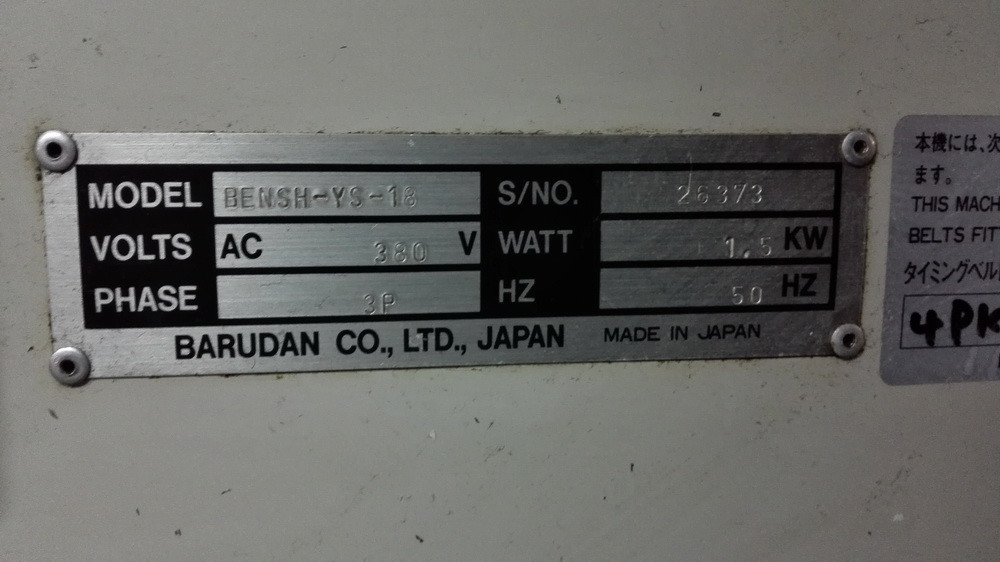 MODEL BENSH-YS-18 S/NO. 26373
VOLTS AC 380 V WATT 1.5 KW
PHASE 3P HZ 50 HZ
BARUDAN CO., LTD., JAPAN MADE IN JAPAN
本機には、次
ます。
THIS MACH
BELTS FIT
タイミングベル
4PK